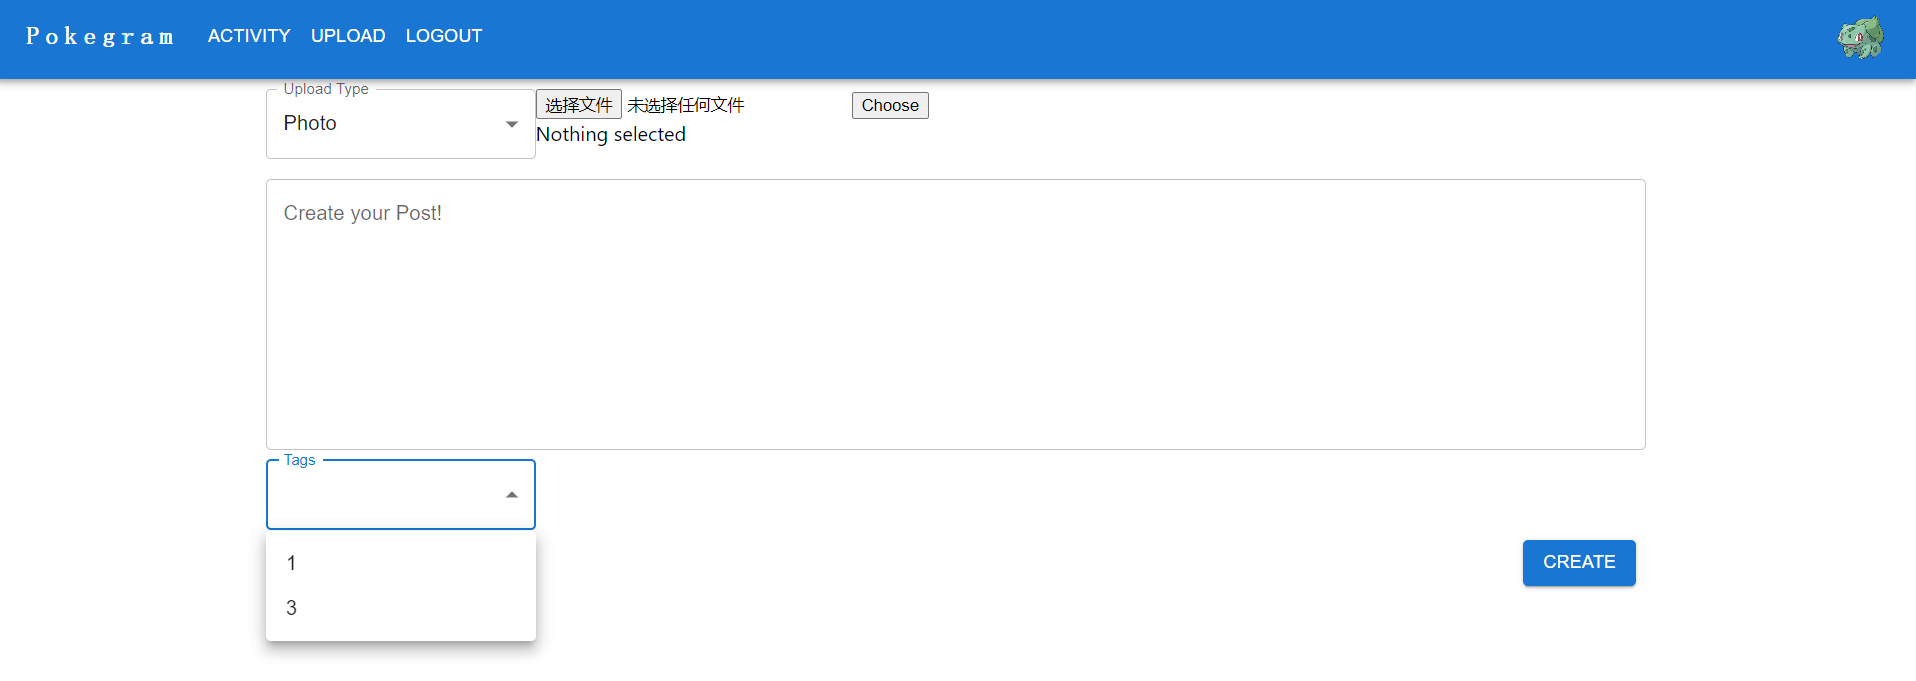 Pokegram ACTIVITY UPLOAD LOGOUT
Upload Type
Photo
选择文件 未选择任何文件 Choose
Nothing selected
Create your Post!
Tags
1
3
CREATE